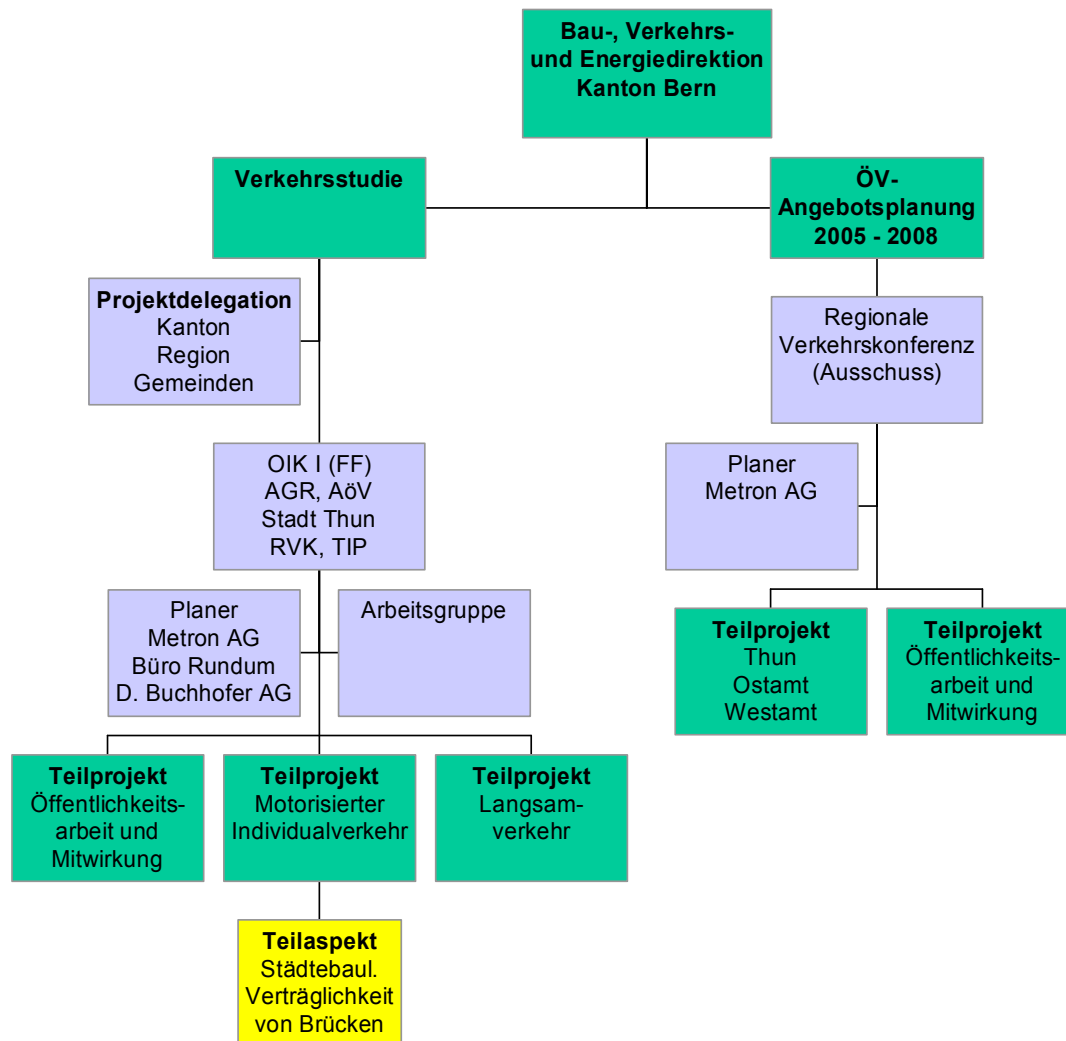 Bau-, Verkehrs-
und Energiedirektion
Kanton Bern
Verkehrsstudie
ÖV-
Angebotsplanung
2005 - 2008
Projektdelegation
Kanton
Region
Gemeinden
Regionale
Verkehrskonferenz
(Ausschuss)
OIK I (FF)
AGR, AöV
Stadt Thun
RVK, TIP
Planer
Metron AG
Planer
Metron AG
Büro Rundum
D. Buchhofer AG
Arbeitsgruppe
Teilprojekt
Thun
Ostamt
Westamt
Teilprojekt
Öffentlichkeits-
arbeit und
Mitwirkung
Teilprojekt
Öffentlichkeits-
arbeit und
Mitwirkung
Teilprojekt
Motorisierter
Individualverkehr
Teilprojekt
Langsam-
verkehr
Teilaspekt
Städtebaul.
Verträglichkeit
von Brücken